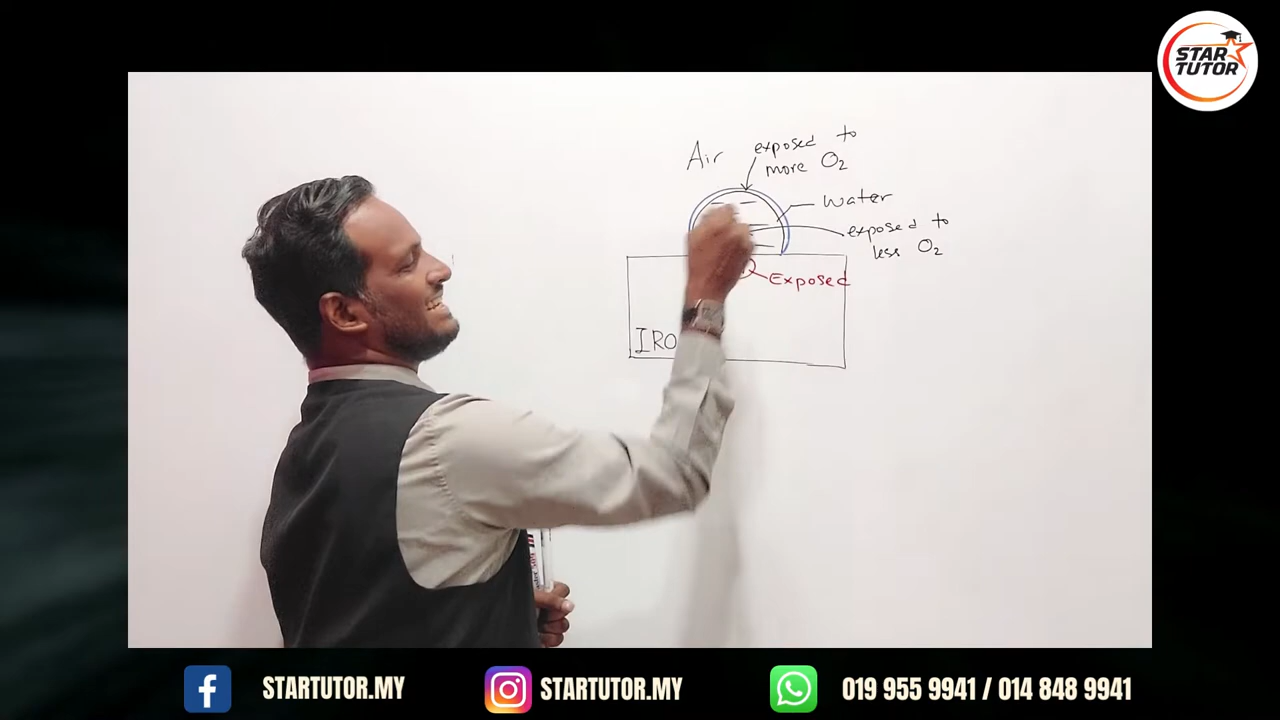 STAR
TUTOR
Air
exposed to
more O₂
water
exposed to
less O₂
Exposed
IRO
STARTUTOR.MY
STARTUTOR.MY
019 955 9941 / 014 848 9941